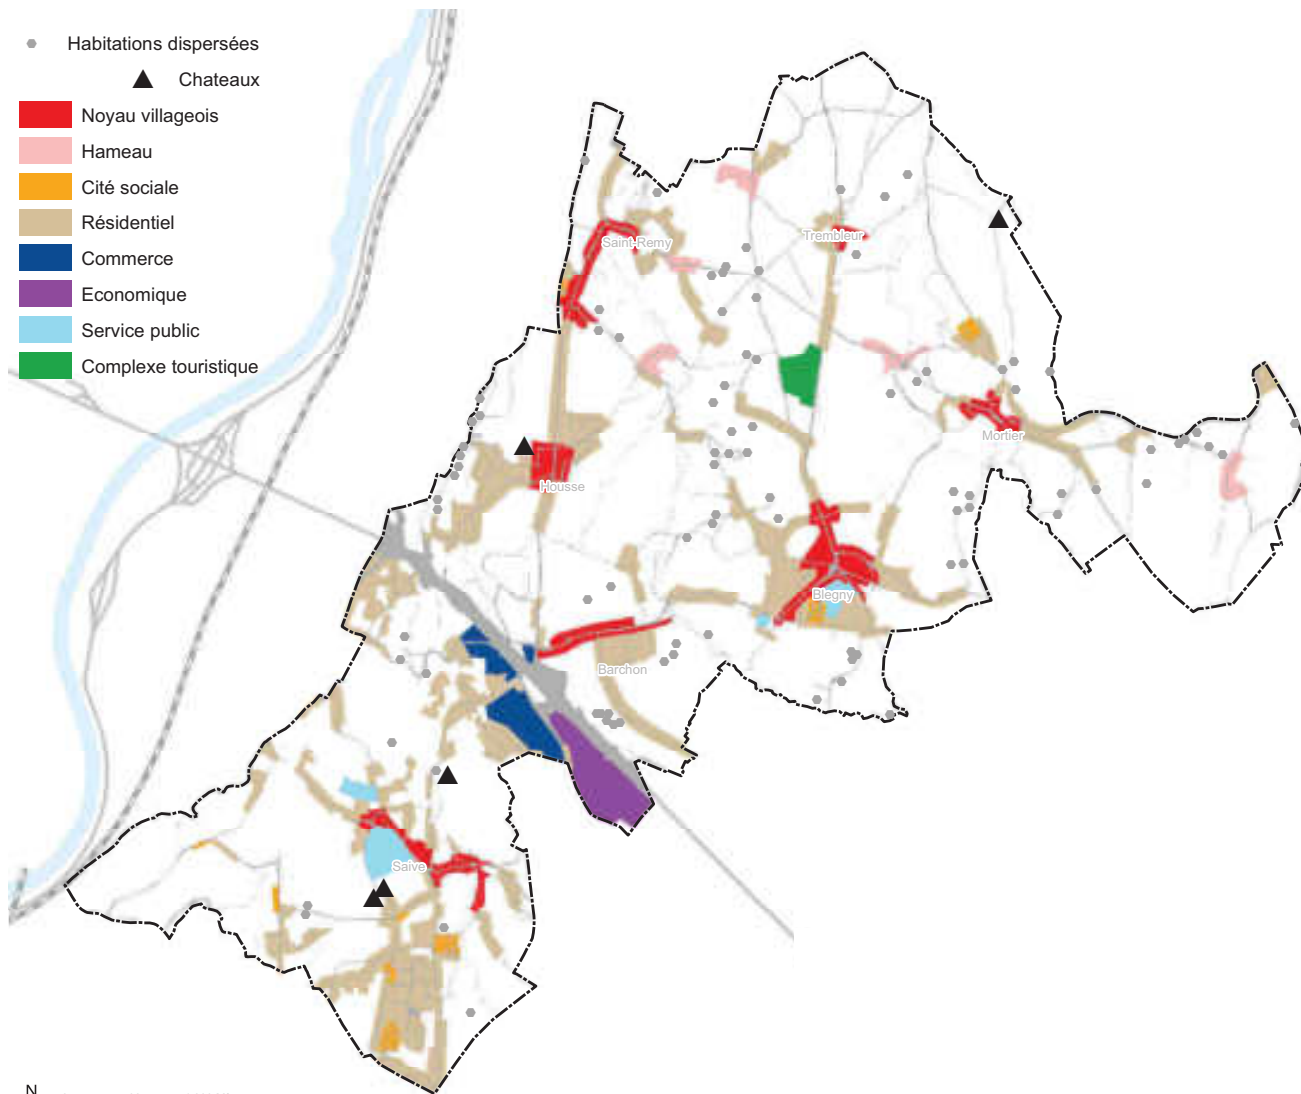 Habitations dispersées
Chateaux
Noyau villageois
Hameau
Cité sociale
Résidentiel
Commerce
Economique
Service public
Complexe touristique
Saint-Remy
Trembleur
Mortier
Housse
Blegny
Barchon
Saive
N